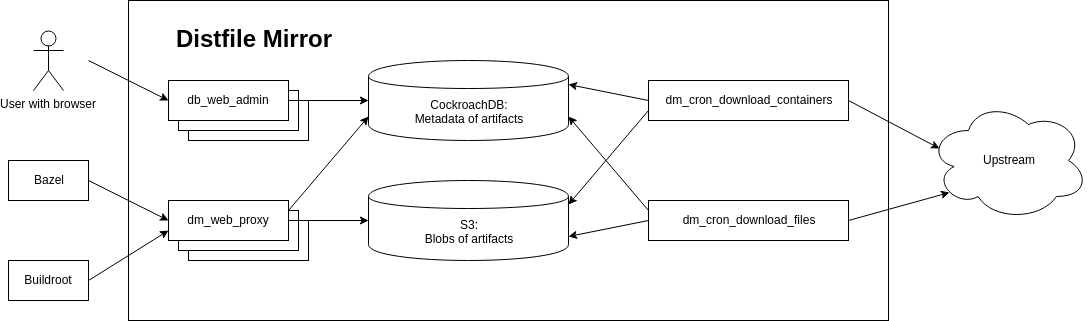 Distfile Mirror
User with browser
db_web_admin
CockroachDB:
Metadata of artifacts
dm_cron_download_containers
Upstream
Bazel
dm_web_proxy
S3:
Blobs of artifacts
dm_cron_download_files
Buildroot